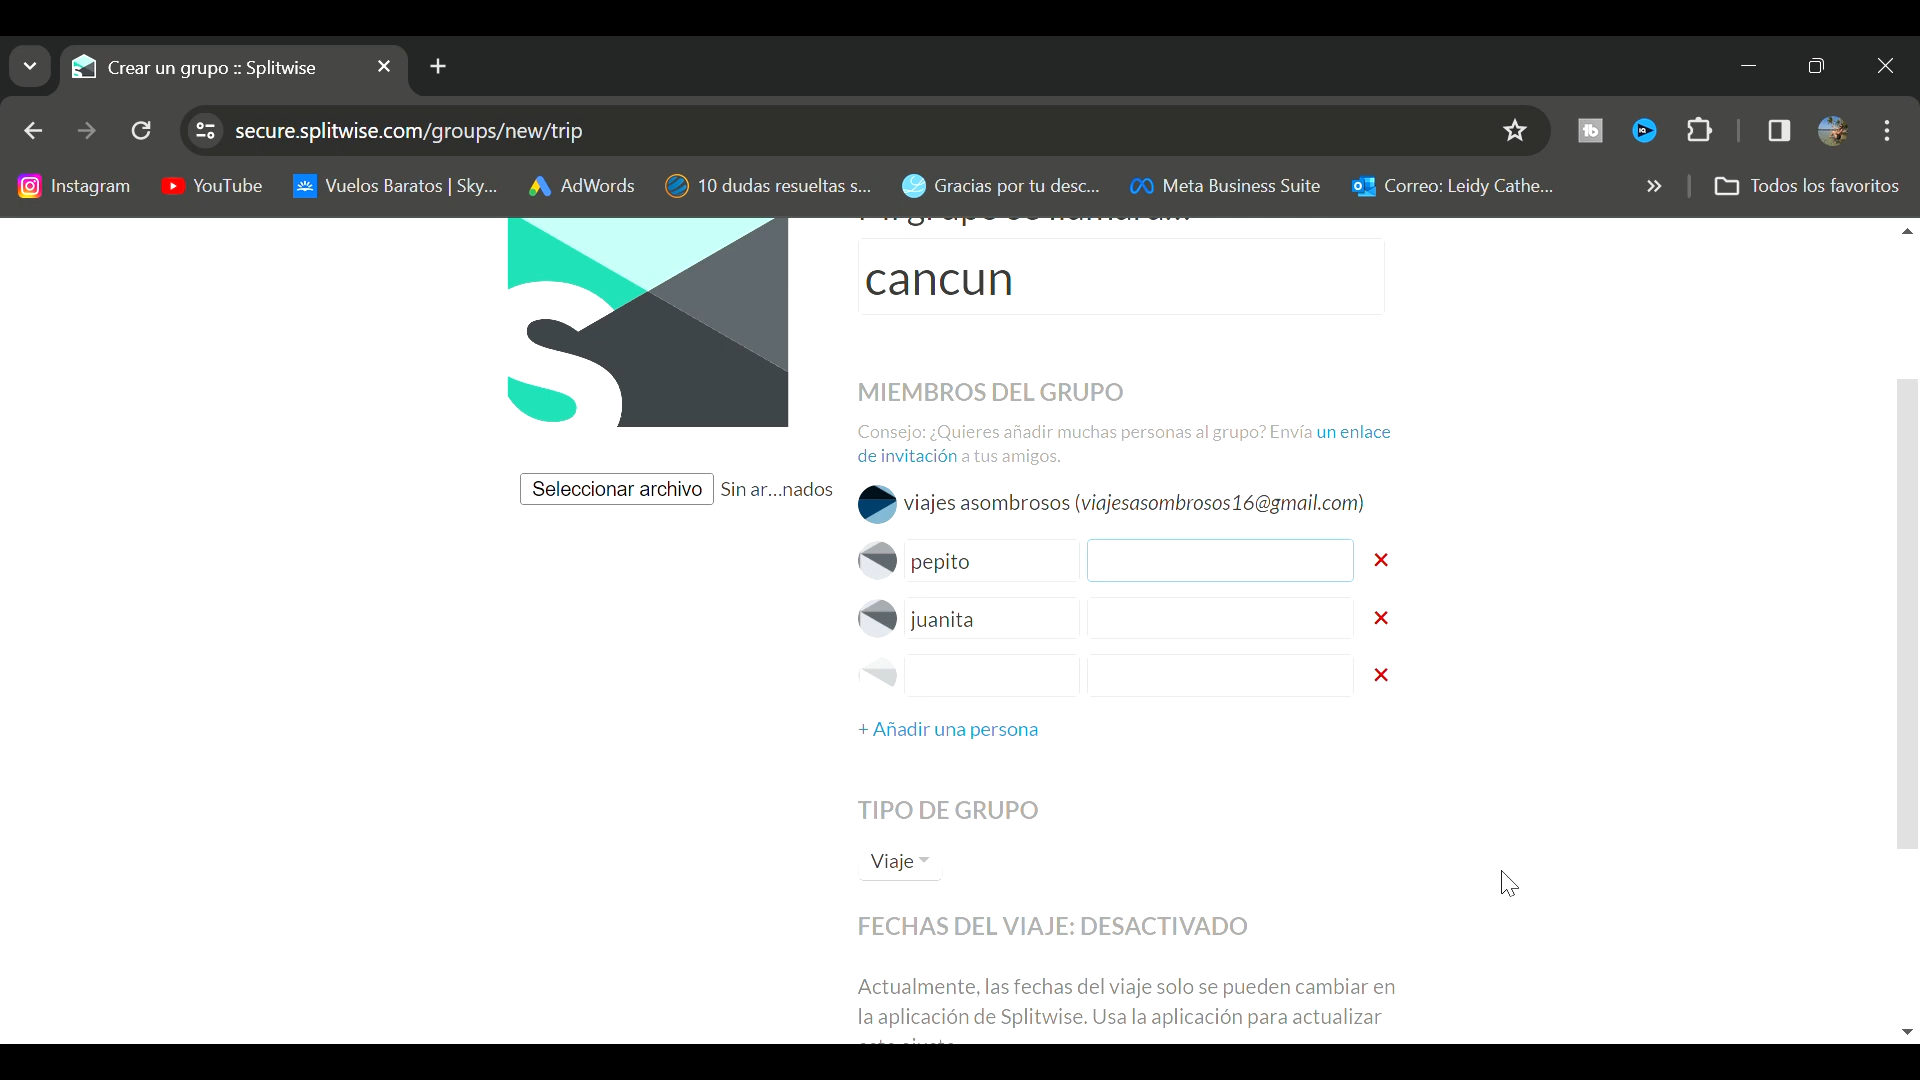 Crear un grupo :: Splitwise
secure.splitwise.com/groups/new/trip
Instagram YouTube Vuelos Baratos | Sky... AdWords 10 dudas resueltas s... Gracias por tu desc... Meta Business Suite Correo: Leidy Cathe... » Todos los favoritos
cancun
MIEMBROS DEL GRUPO
Consejo: ¿Quieres añadir muchas personas al grupo? Envía un enlace
de invitación a tus amigos.
Seleccionar archivo Sin ar...nados
viajes asombrosos (viajesasombrosos16@gmail.com)
pepito
juanita
+ Añadir una persona
TIPO DE GRUPO
Viaje
FECHAS DEL VIAJE: DESACTIVADO
Actualmente, las fechas del viaje solo se pueden cambiar en
la aplicación de Splitwise. Usa la aplicación para actualizar